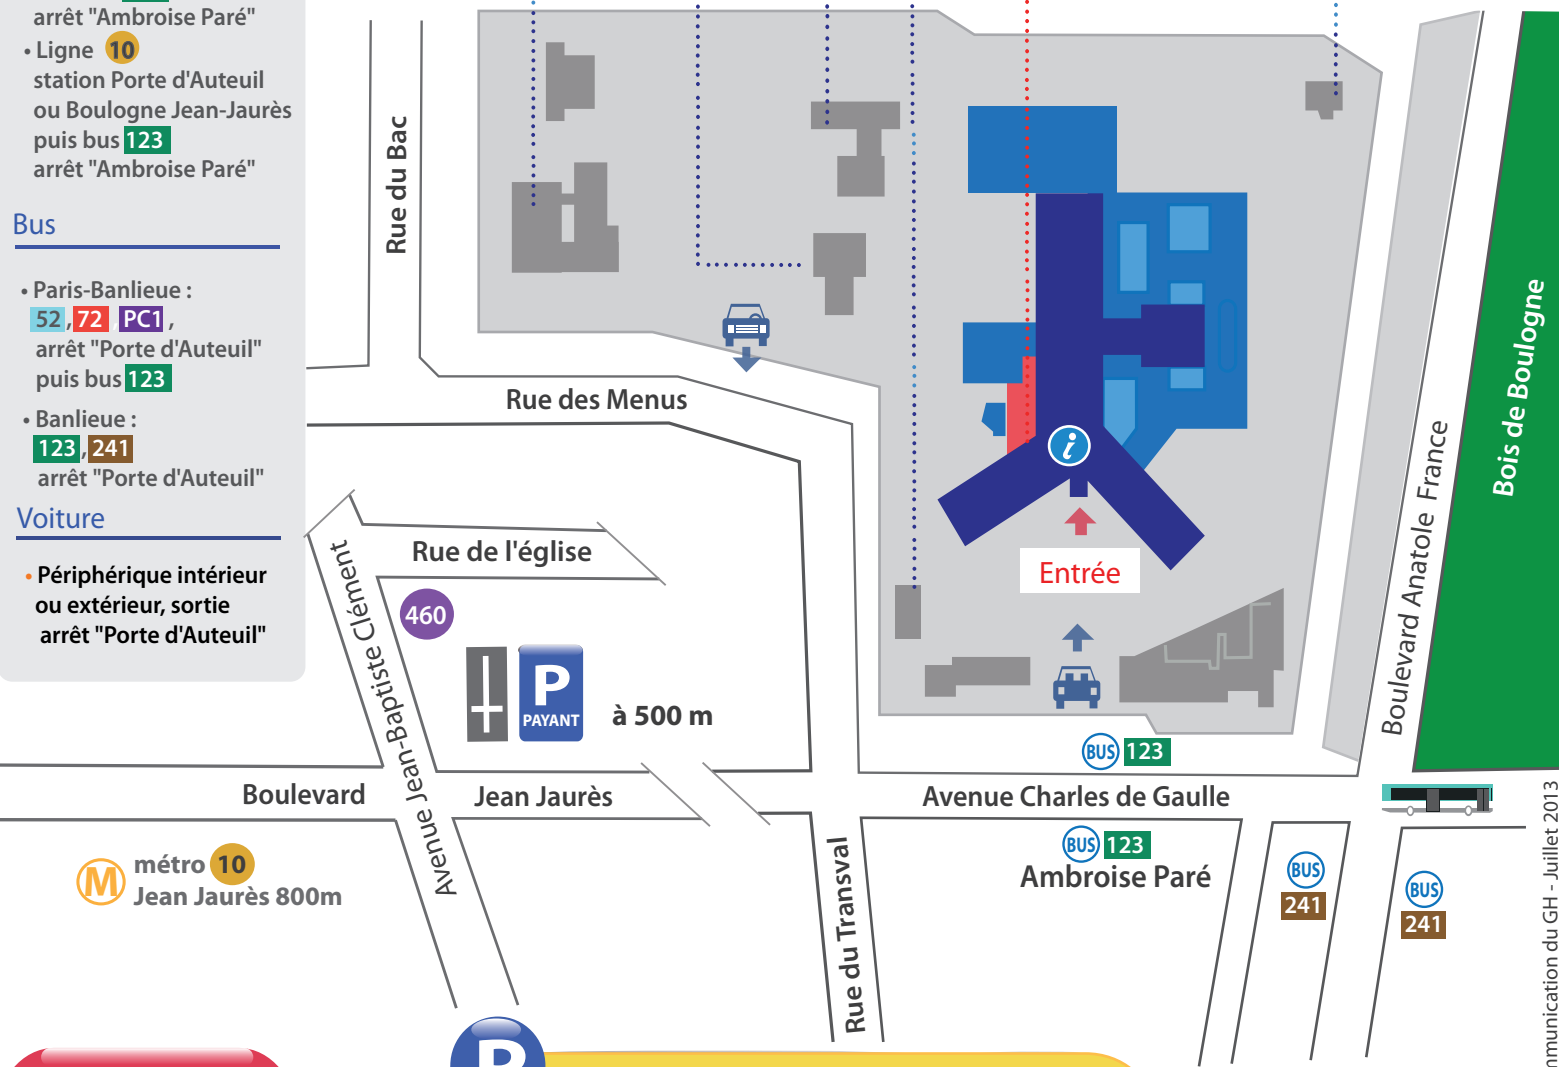 arrêt "Ambroise Paré"
• Ligne 10
station Porte d'Auteuil
ou Boulogne Jean-Jaurès
puis bus 123
arrêt "Ambroise Paré"
Bus
• Paris-Banlieue :
52 , 72 , PC1 ,
arrêt "Porte d'Auteuil"
puis bus 123
• Banlieue :
123 , 241
arrêt "Porte d'Auteuil"
Voiture
• Périphérique intérieur
ou extérieur, sortie
arrêt "Porte d'Auteuil"
Rue du Bac
Rue des Menus
i
Entrée
Bois de Boulogne
Boulevard Anatole France
Rue de l'église
Avenue Jean-Baptiste Clément
460
P
PAYANT
à 500 m
BUS 123
Boulevard
Jean Jaurès
Avenue Charles de Gaulle
M
métro 10
Jean Jaurès 800m
BUS 123
Ambroise Paré
BUS
241
BUS
241
Rue du Transval
P
munication du GH - Juillet 2013